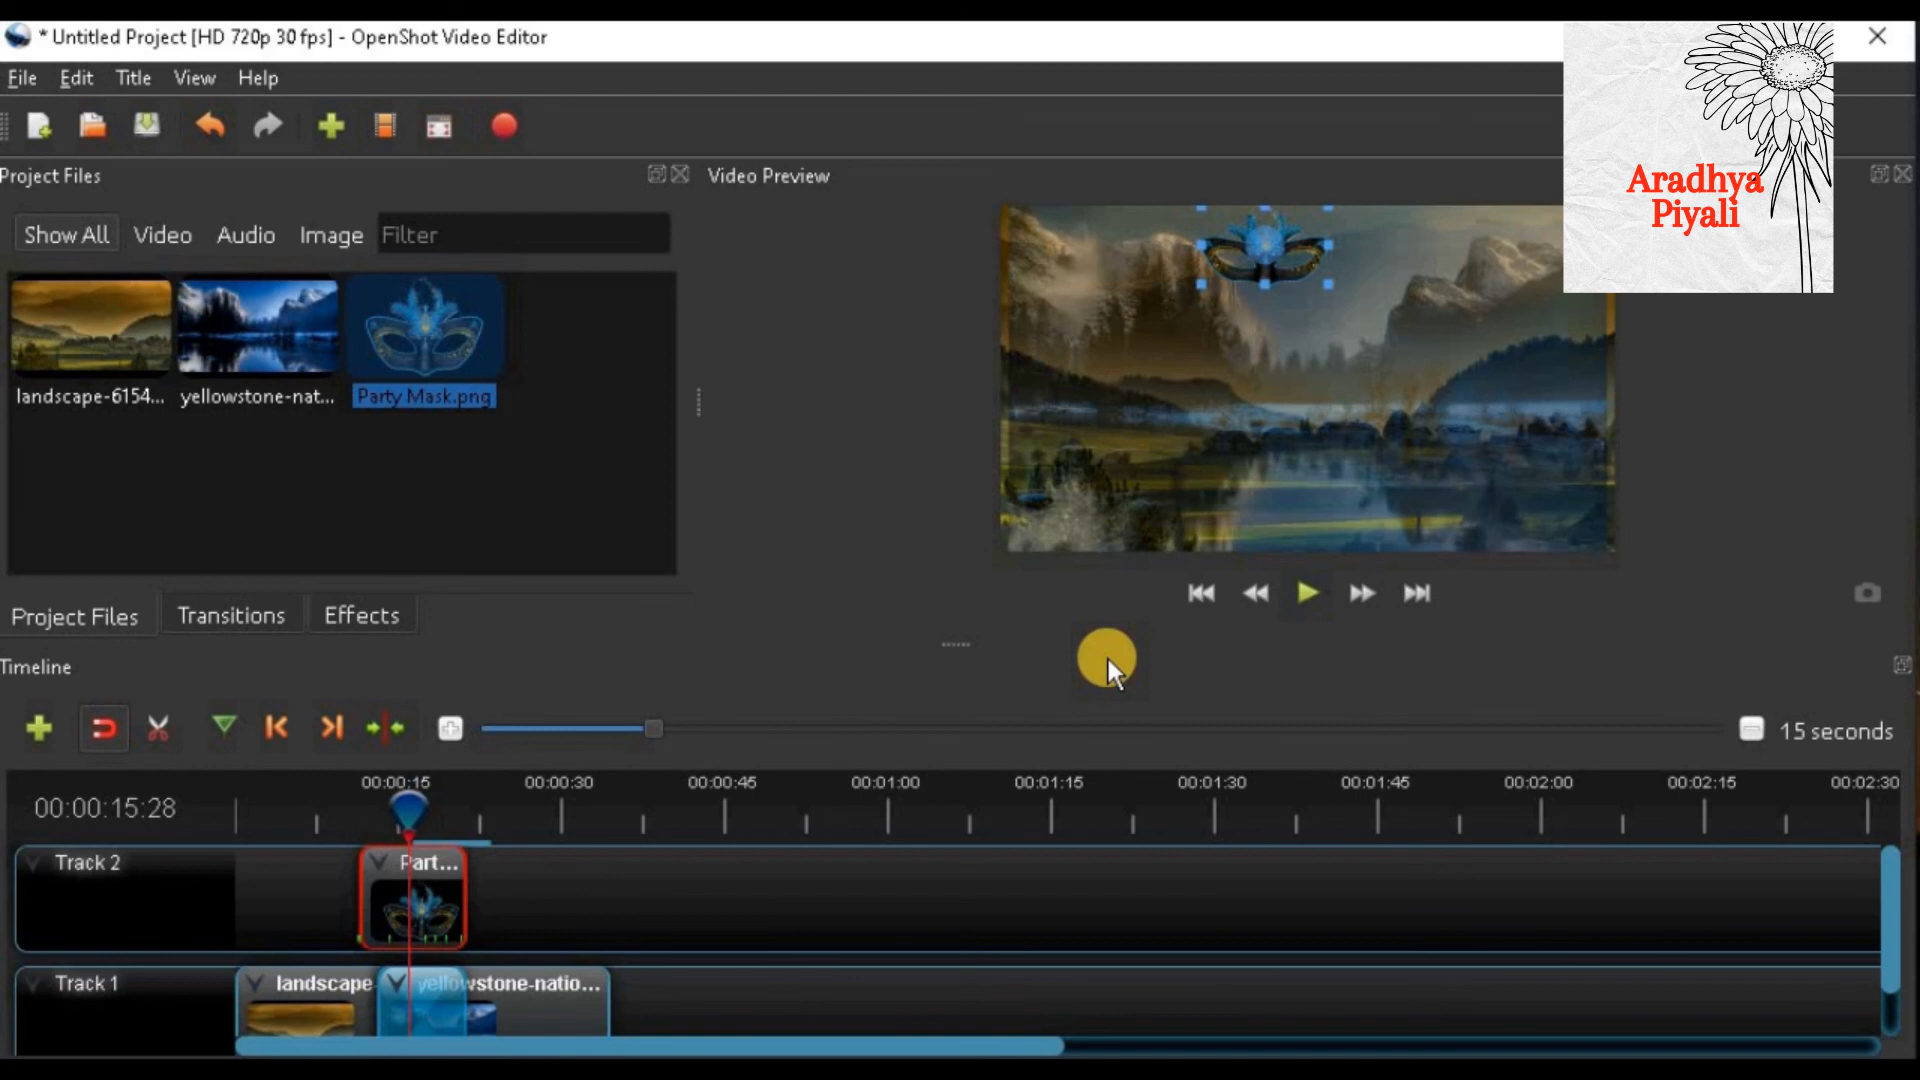 * Untitled Project [HD 720p 30 fps] - OpenShot Video Editor
File Edit Title View Help
Project Files
Video Preview
Aradhya
Piyali
Show All Video Audio Image Filter
landscape-6154... yellowstone-nat... Party Mask.png
Project Files Transitions Effects
Timeline
15 seconds
00:00:15 00:00:30 00:00:45 00:01:00 00:01:15 00:01:30 00:01:45 00:02:00 00:02:15 00:02:30
00:00:15:28
Track 2 Part...
Track 1 landscape- yellowstone-natio...